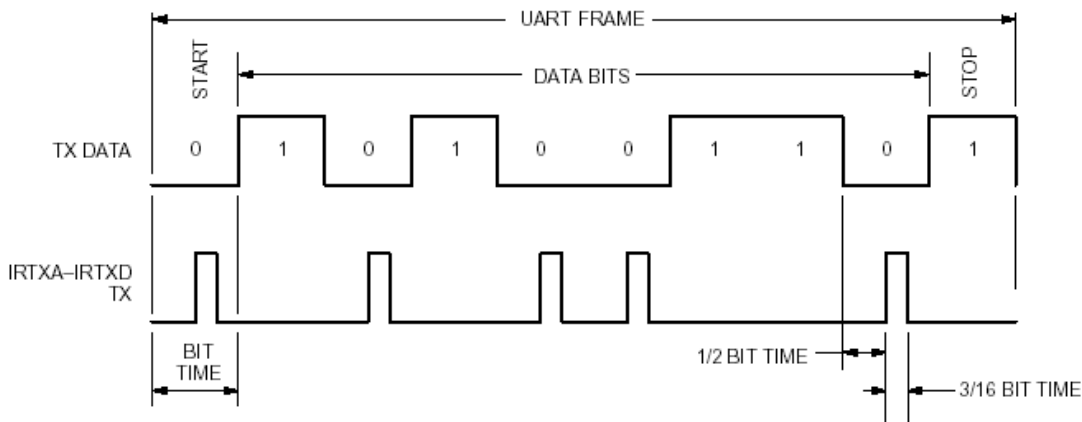 UART FRAME
START
DATA BITS
STOP
TX DATA
0 1 0 1 0 0 1 1 0 1
IRTXA–IRTXD
TX
BIT
TIME
1/2 BIT TIME
3/16 BIT TIME